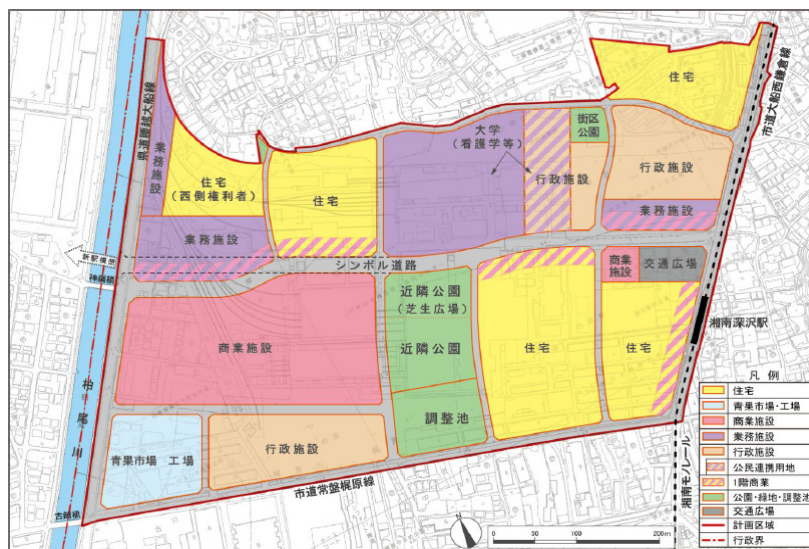 住宅
県道腰越大船線
市道大船西鎌倉線
業務施設
住宅
(西側権利者)
住宅
大学
(看護学等)
街区
公園
行政施設
行政施設
業務施設
業務施設
シンボル道路
商業
施設
交通広場
湘南深沢駅
商業施設
近隣公園
(芝生広場)
近隣公園
調整池
住宅
住宅
柏尾川
青果市場 工場
行政施設
市道常盤梶原線
湘南モノレール
凡例
住宅
青果市場・工場
商業施設
業務施設
行政施設
公民連携用地
1階商業
公園・緑地・調整池
交通広場
計画区域
行政界
0 50 100 200m